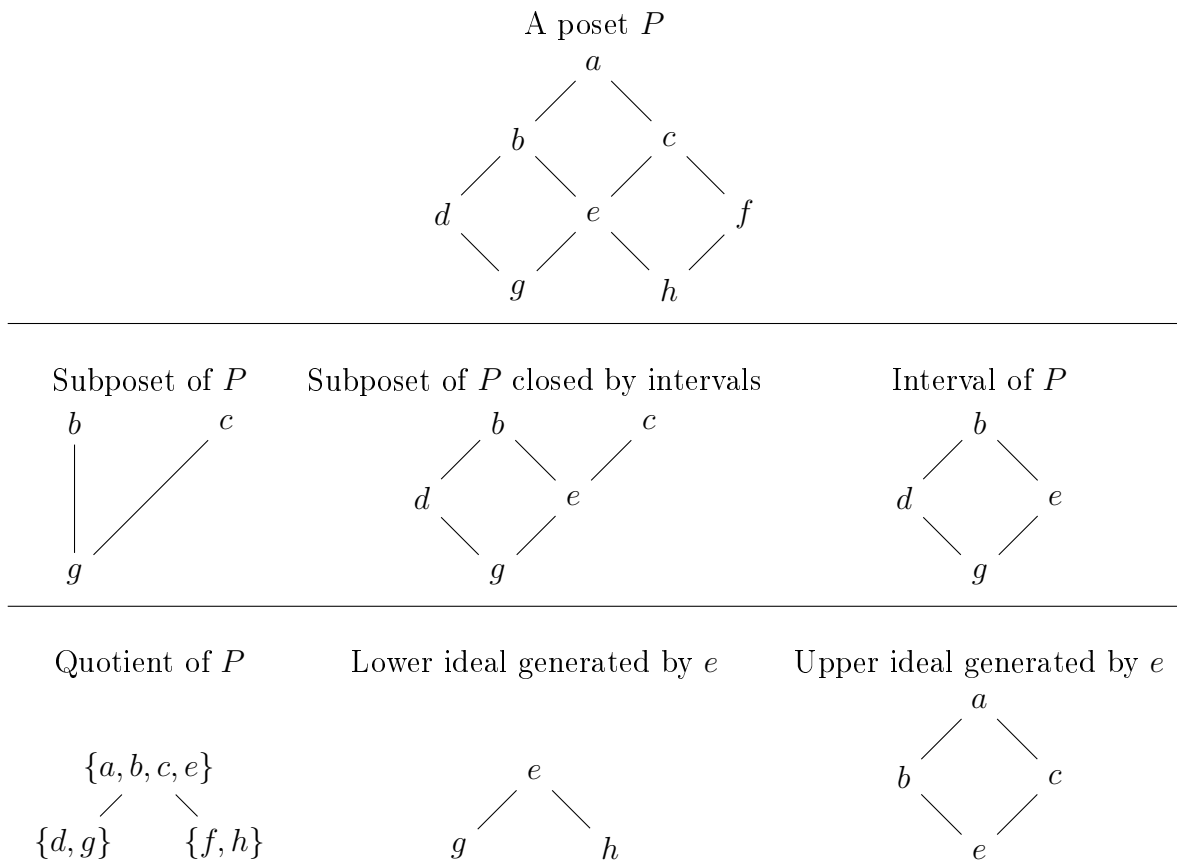 A poset P
a
b c
d e f
g h
Subposet of P Subposet of P closed by intervals Interval of P
b c b c b
d e d e
g g g
Quotient of P Lower ideal generated by e Upper ideal generated by e
a
{a, b, c, e} e b c
{d, g} {f, h} g h e